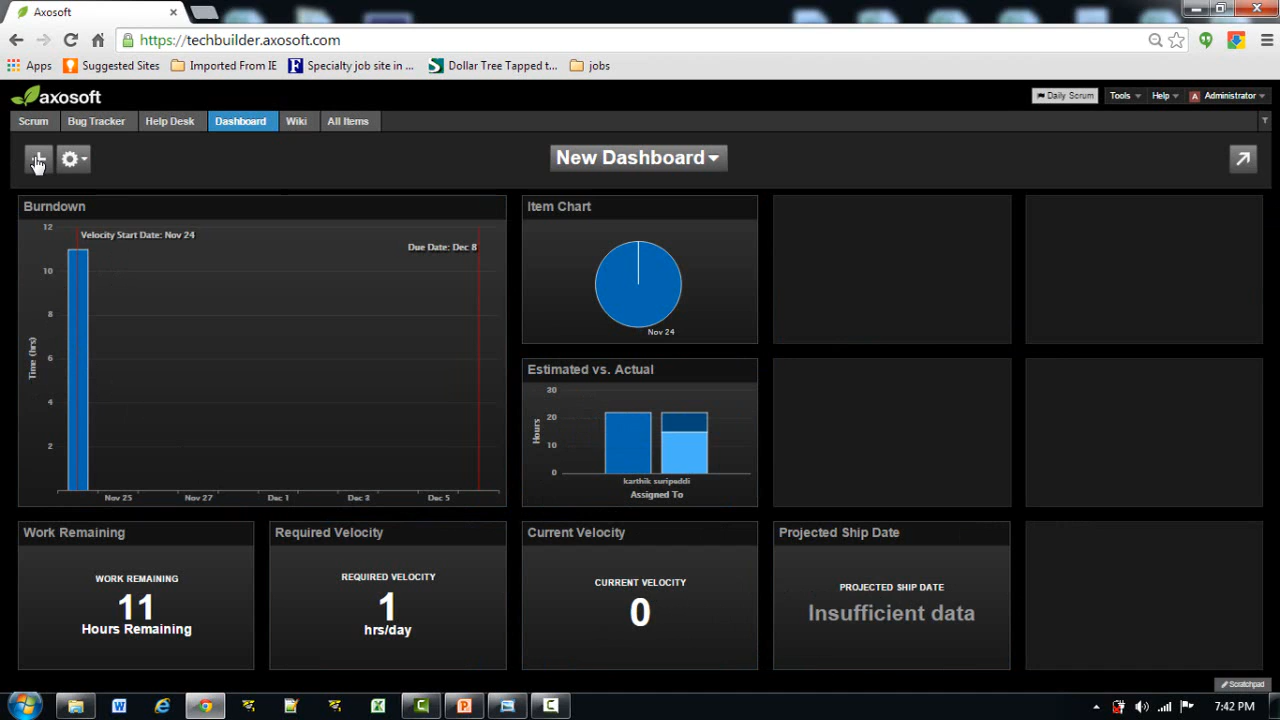 Axosoft
https://techbuilder.axosoft.com
Apps
Suggested Sites
Imported From IE
Specialty job site in ...
Dollar Tree Tapped t...
jobs
axosoft
Daily Scrum
Tools
Help
Administrator
Scrum
Bug Tracker
Help Desk
Dashboard
Wiki
All Items
New Dashboard
Burndown
12
10
8
6
4
2
Time (hrs)
Velocity Start Date: Nov 24
Due Date: Dec 8
Nov 25
Nov 27
Dec 1
Dec 3
Dec 5
Item Chart
Nov 24
Estimated vs. Actual
30
20
10
0
Hours
karthik suripeddi
Assigned To
Work Remaining
WORK REMAINING
11
Hours Remaining
Required Velocity
REQUIRED VELOCITY
1
hrs/day
Current Velocity
CURRENT VELOCITY
0
Projected Ship Date
PROJECTED SHIP DATE
Insufficient data
Scratchpad
7:42 PM